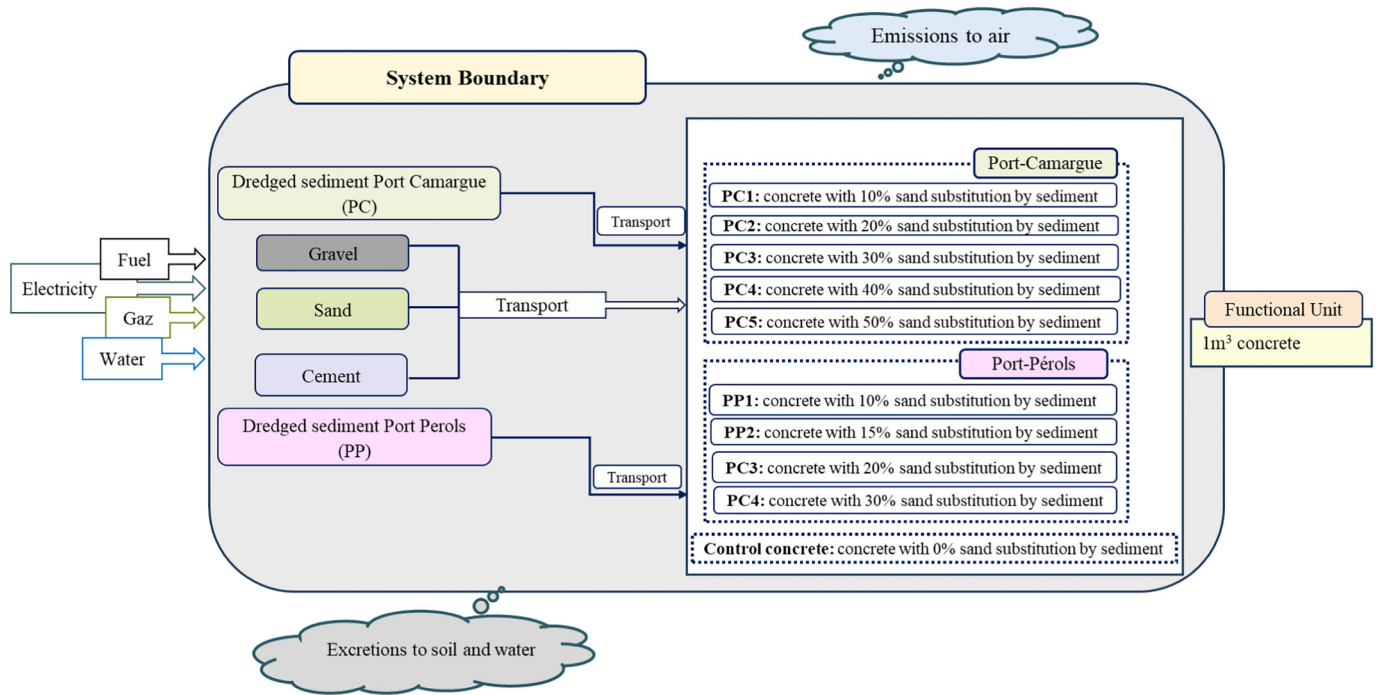 Emissions to air
System Boundary
Fuel
Electricity
Gaz
Water
Dredged sediment Port Camargue
(PC)
Gravel
Sand
Cement
Dredged sediment Port Perols
(PP)
Transport
Transport
Transport
Port-Camargue
PC1: concrete with 10% sand substitution by sediment
PC2: concrete with 20% sand substitution by sediment
PC3: concrete with 30% sand substitution by sediment
PC4: concrete with 40% sand substitution by sediment
PC5: concrete with 50% sand substitution by sediment
Port-Pérols
PP1: concrete with 10% sand substitution by sediment
PP2: concrete with 15% sand substitution by sediment
PC3: concrete with 20% sand substitution by sediment
PC4: concrete with 30% sand substitution by sediment
Control concrete: concrete with 0% sand substitution by sediment
Functional Unit
1m³ concrete
Excretions to soil and water